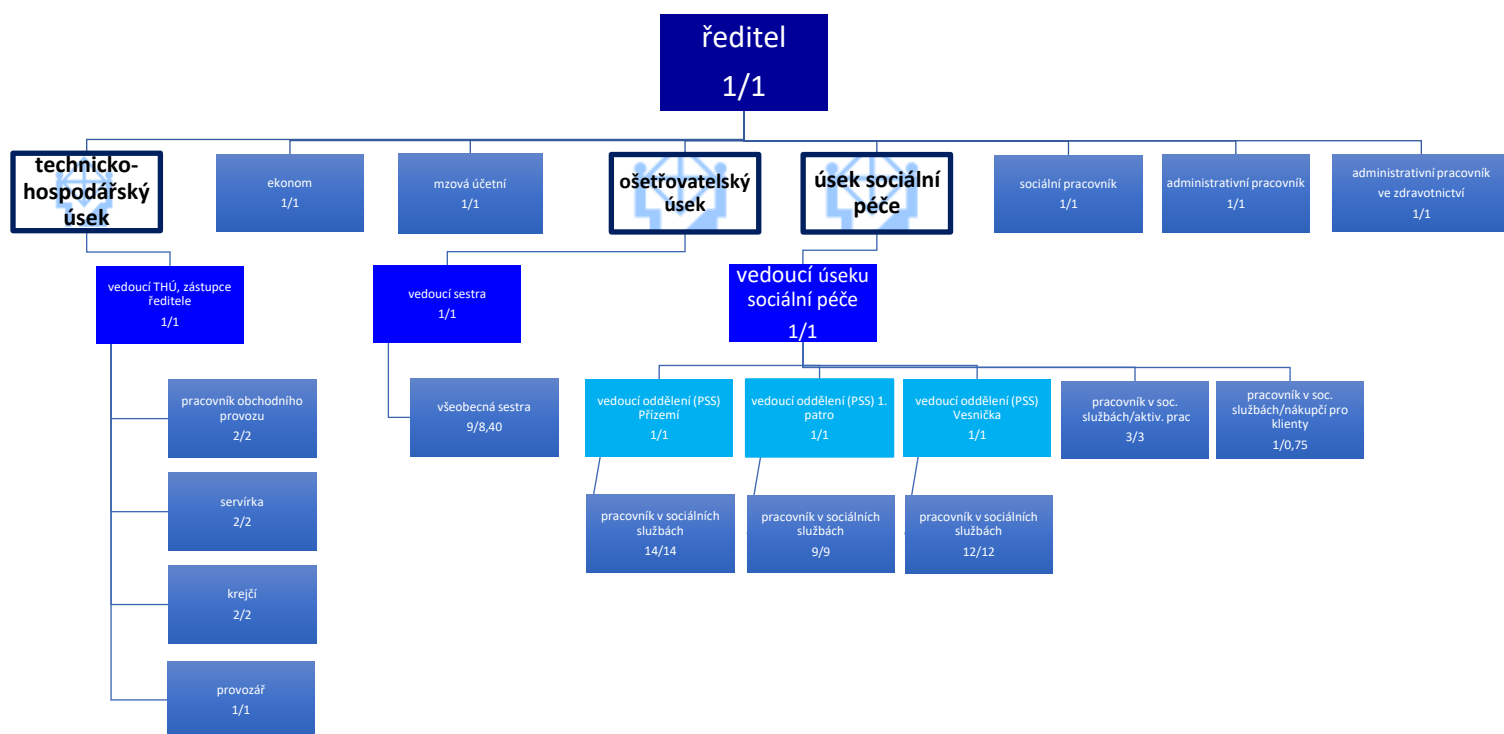 ředitel
1/1
technicko-
hospodářský
úsek
ekonom
1/1
mzová účetní
1/1
ošetřovatelský
úsek
úsek sociální
péče
sociální pracovník
1/1
administrativní pracovník
1/1
administrativní pracovník
ve zdravotnictví
1/1
vedoucí THÚ, zástupce
ředitele
1/1
vedoucí sestra
1/1
vedoucí úseku
sociální péče
1/1
pracovník obchodního
provozu
2/2
všeobecná sestra
9/8,40
vedoucí oddělení (PSS)
Přízemí
1/1
vedoucí oddělení (PSS) 1.
patro
1/1
vedoucí oddělení (PSS)
Vesnička
1/1
pracovník v soc.
službách/aktiv. prac
3/3
pracovník v soc.
službách/nákupčí pro
klienty
1/0,75
servírka
2/2
pracovník v sociálních
službách
14/14
pracovník v sociálních
službách
9/9
pracovník v sociálních
službách
12/12
krejčí
2/2
provozář
1/1